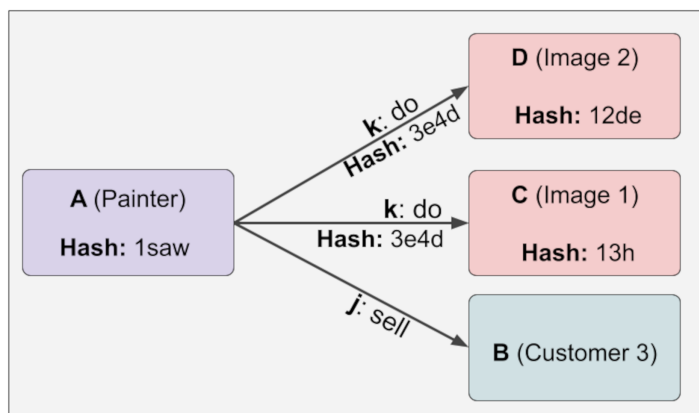 A (Painter)
Hash: 1saw
k: do
Hash: 3e4d
k: do
Hash: 3e4d
j: sell
D (Image 2)
Hash: 12de
C (Image 1)
Hash: 13h
B (Customer 3)